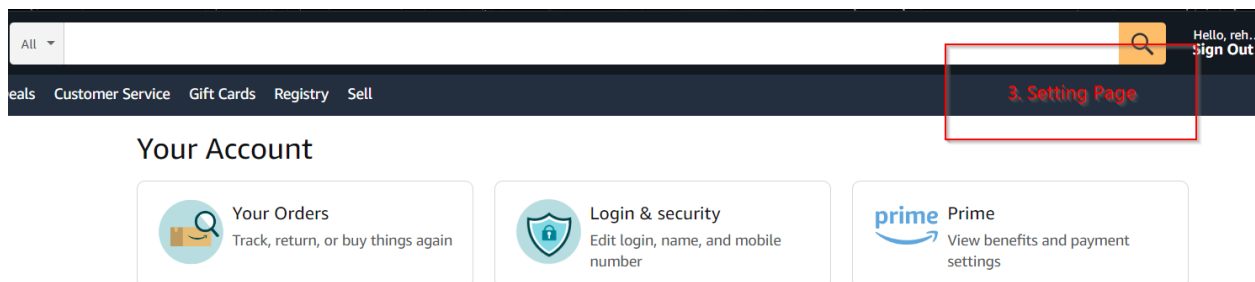 All
Hello, reh..
Sign Out
eals Customer Service Gift Cards Registry Sell
3. Setting Page
Your Account
Your Orders
Track, return, or buy things again
Login & security
Edit login, name, and mobile
number
prime
Prime
View benefits and payment
settings